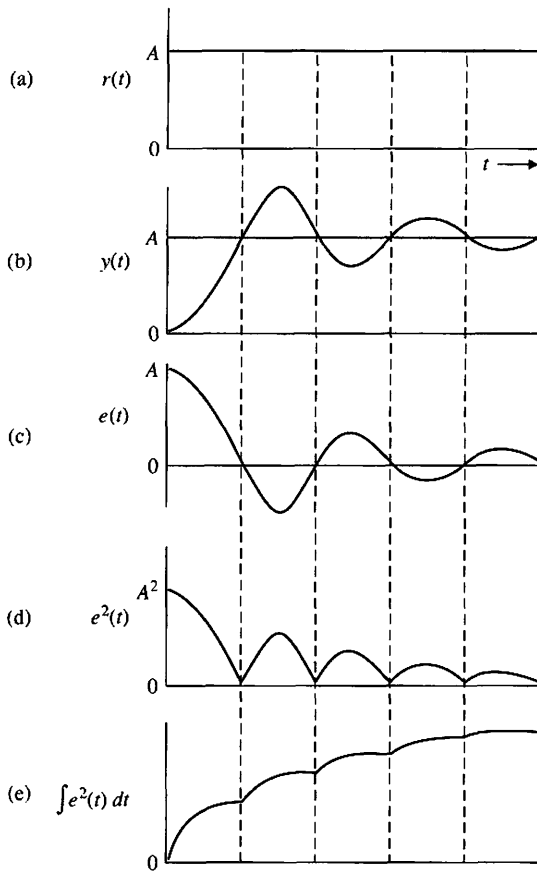 A
(a) r(t)
0
t
(b) A y(t)
0
A
(c) e(t)
0
A²
(d) e²(t)
0
(e) ∫e²(t) dt
0